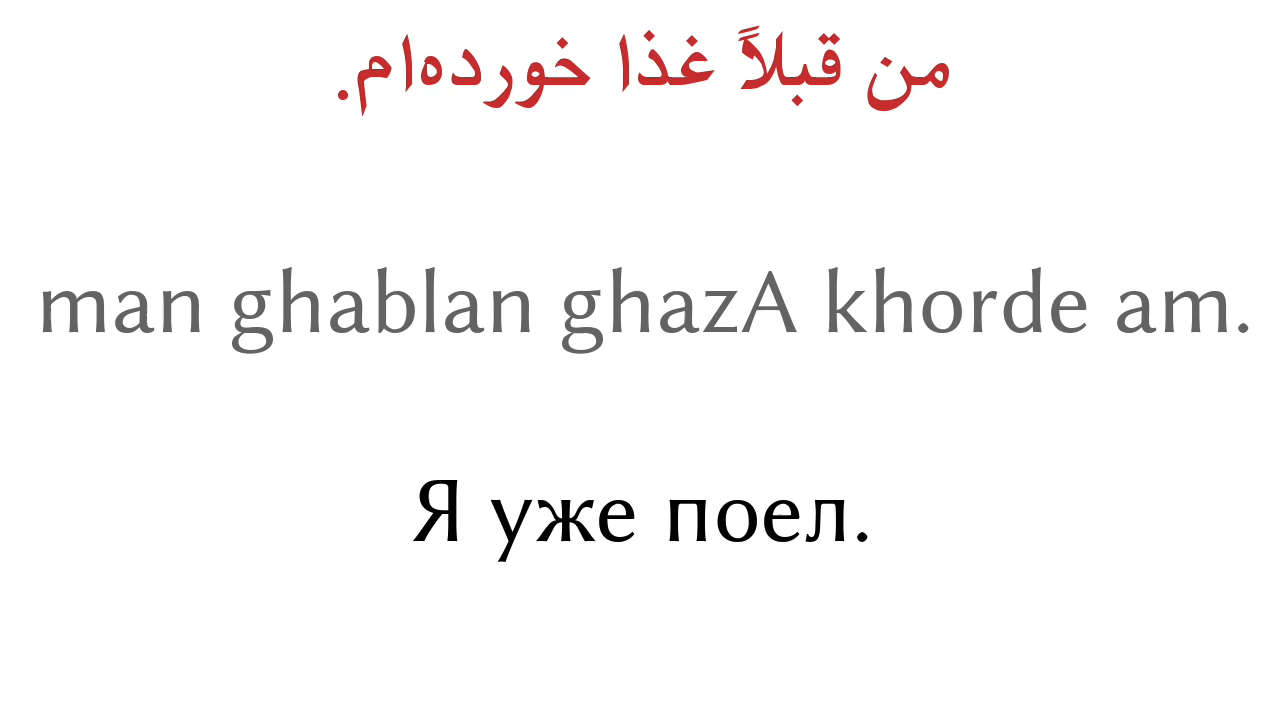 من قبلاً غذا خورده‌ام.
man ghablan ghazA khorde am.
Я уже поел.